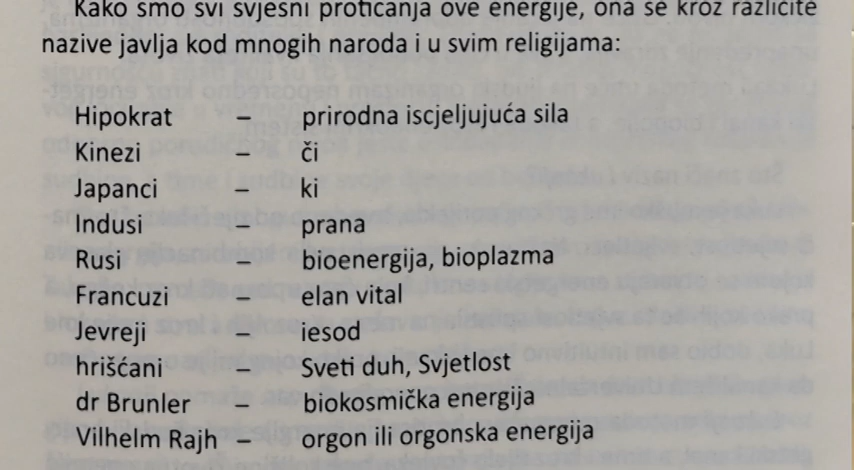 Kako smo svi svjesni proticanja ove energije, ona se kroz različite
nazive javlja kod mnogih naroda i u svim religijama:
Hipokrat – prirodna iscjeljujuća sila
Kinezi – či
Japanci – ki
Indusi – prana
Rusi – bioenergija, bioplazma
Francuzi – elan vital
Jevreji – iesod
hrišćani – Sveti duh, Svjetlost
dr Brunler – biokosmička energija
Vilhelm Rajh – orgon ili orgonska energija